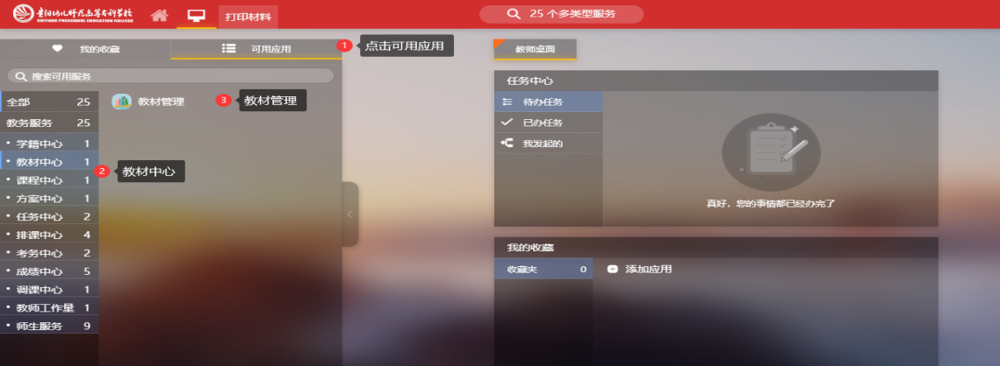 贵阳幼儿师范高等专科学校
GUIYANG PRESCHOOL EDUCATION COLLEGE
打印材料
25 个多类型服务
我的收藏
可用应用
1
点击可用应用
搜索可用服务
全部 25
教务服务 25
• 学籍中心 1
• 教材中心 1
• 课程中心 1
• 方案中心 1
• 任务中心 2
• 排课中心 4
• 考务中心 2
• 成绩中心 5
• 调课中心 1
• 教师工作量 1
• 师生服务 9
教材管理
3
教材管理
2
教材中心
教师桌面
任务中心
待办任务
已办任务
我发起的
真好，您的事情都已经办完了
我的收藏
收藏夹 0
添加应用